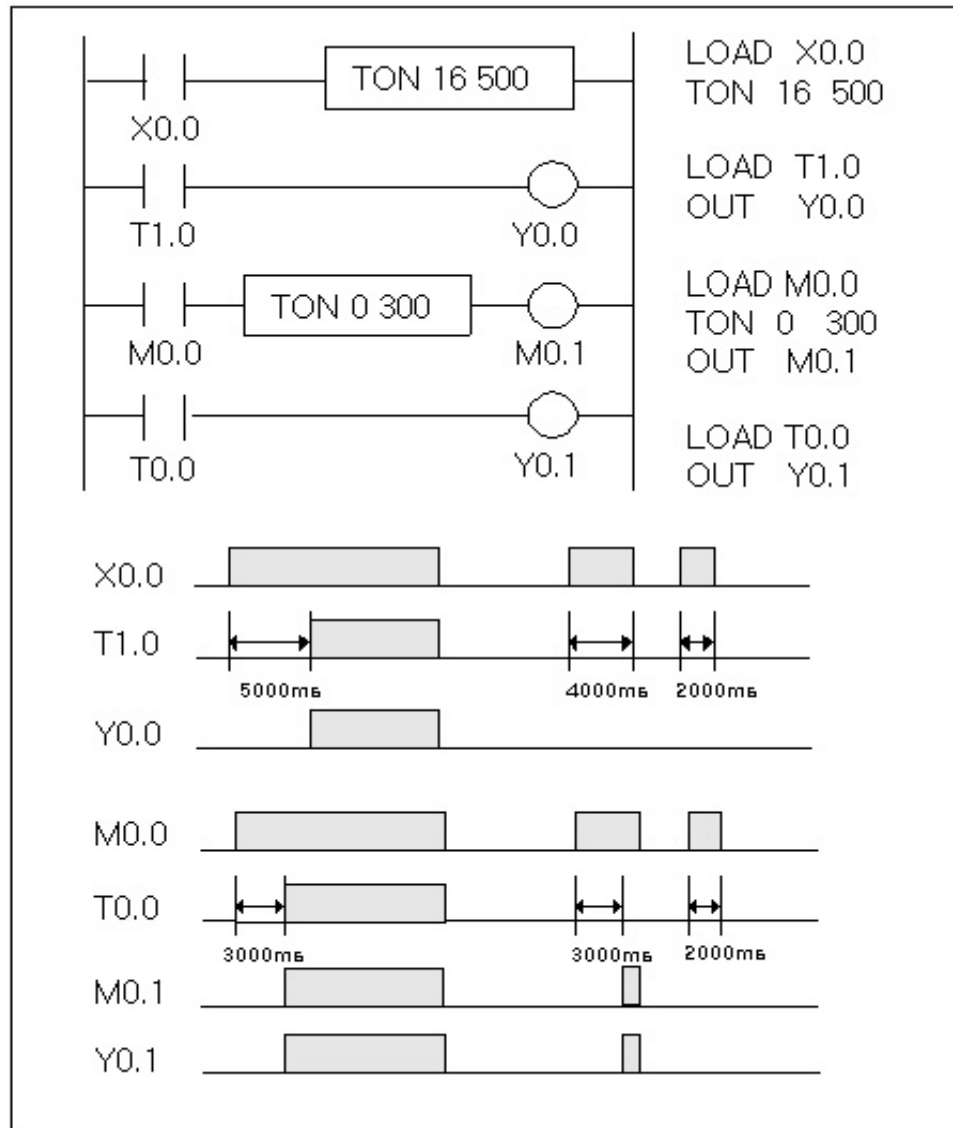 TON 16 500
X0.0
T1.0
Y0.0
TON 0 300
M0.0
M0.1
T0.0
Y0.1
LOAD X0.0
TON 16 500
LOAD T1.0
OUT Y0.0
LOAD M0.0
TON 0 300
OUT M0.1
LOAD T0.0
OUT Y0.1
X0.0
T1.0
5000ms
4000ms
2000ms
Y0.0
M0.0
T0.0
3000ms
3000ms
2000ms
M0.1
Y0.1